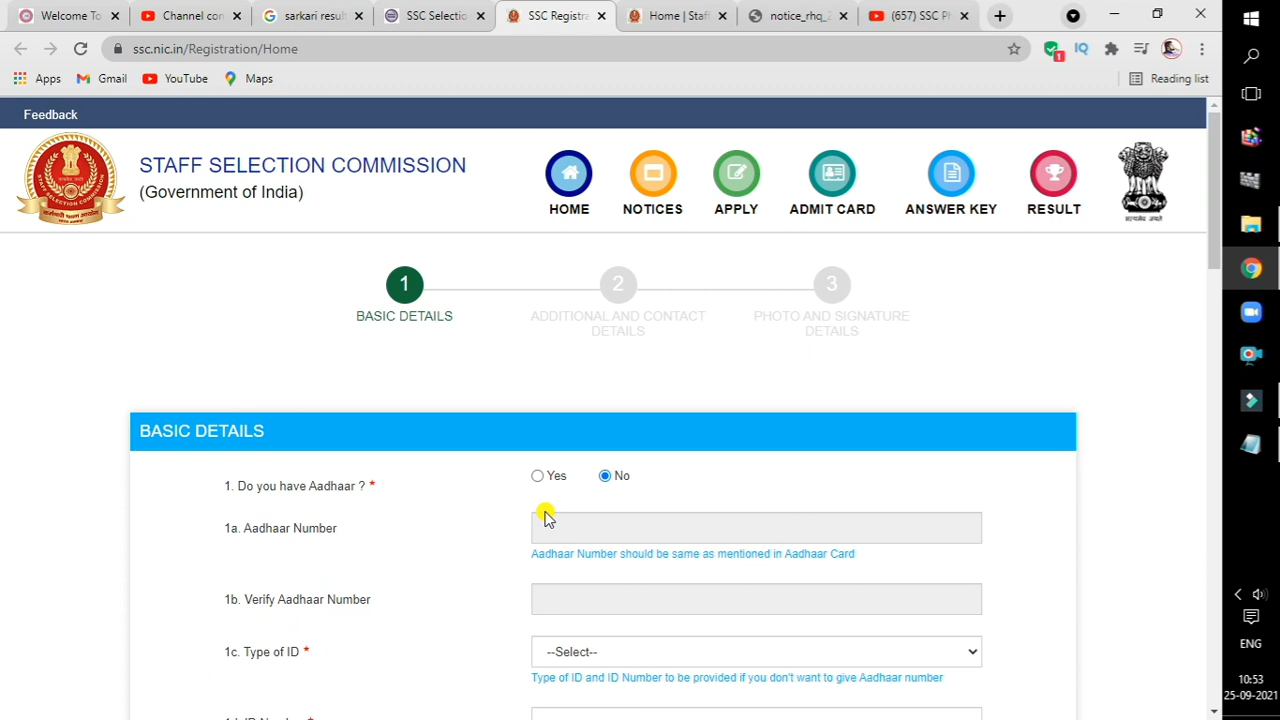 Welcome To
Channel con
sarkari result
SSC Selectio
SSC Registra
Home | Staff
notice_rhq_2
(657) SSC Ph
ssc.nic.in/Registration/Home
1
Apps
Gmail
YouTube
Maps
Reading list
Feedback
STAFF SELECTION COMMISSION
(Government of India)
HOME
NOTICES
APPLY
ADMIT CARD
ANSWER KEY
RESULT
सत्यमेव जयते
1
2
3
BASIC DETAILS
ADDITIONAL AND CONTACT
DETAILS
PHOTO AND SIGNATURE
DETAILS
BASIC DETAILS
1. Do you have Aadhaar ? *
Yes
No
1a. Aadhaar Number
Aadhaar Number should be same as mentioned in Aadhaar Card
1b. Verify Aadhaar Number
1c. Type of ID *
--Select--
Type of ID and ID Number to be provided if you don't want to give Aadhaar number
ENG
10:53
25-09-2021